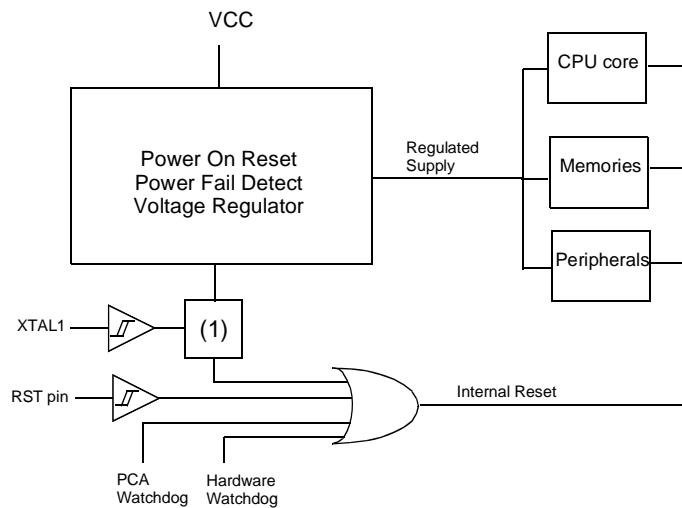 VCC
CPU core
Power On Reset
Power Fail Detect
Voltage Regulator
Regulated
Supply
Memories
Peripherals
XTAL1
(1)
RST pin
Internal Reset
PCA
Watchdog
Hardware
Watchdog